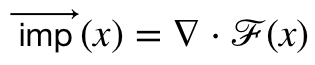 $\overrightarrow{\mathsf{imp}}(x) = \nabla \cdot \mathscr{F}(x)$